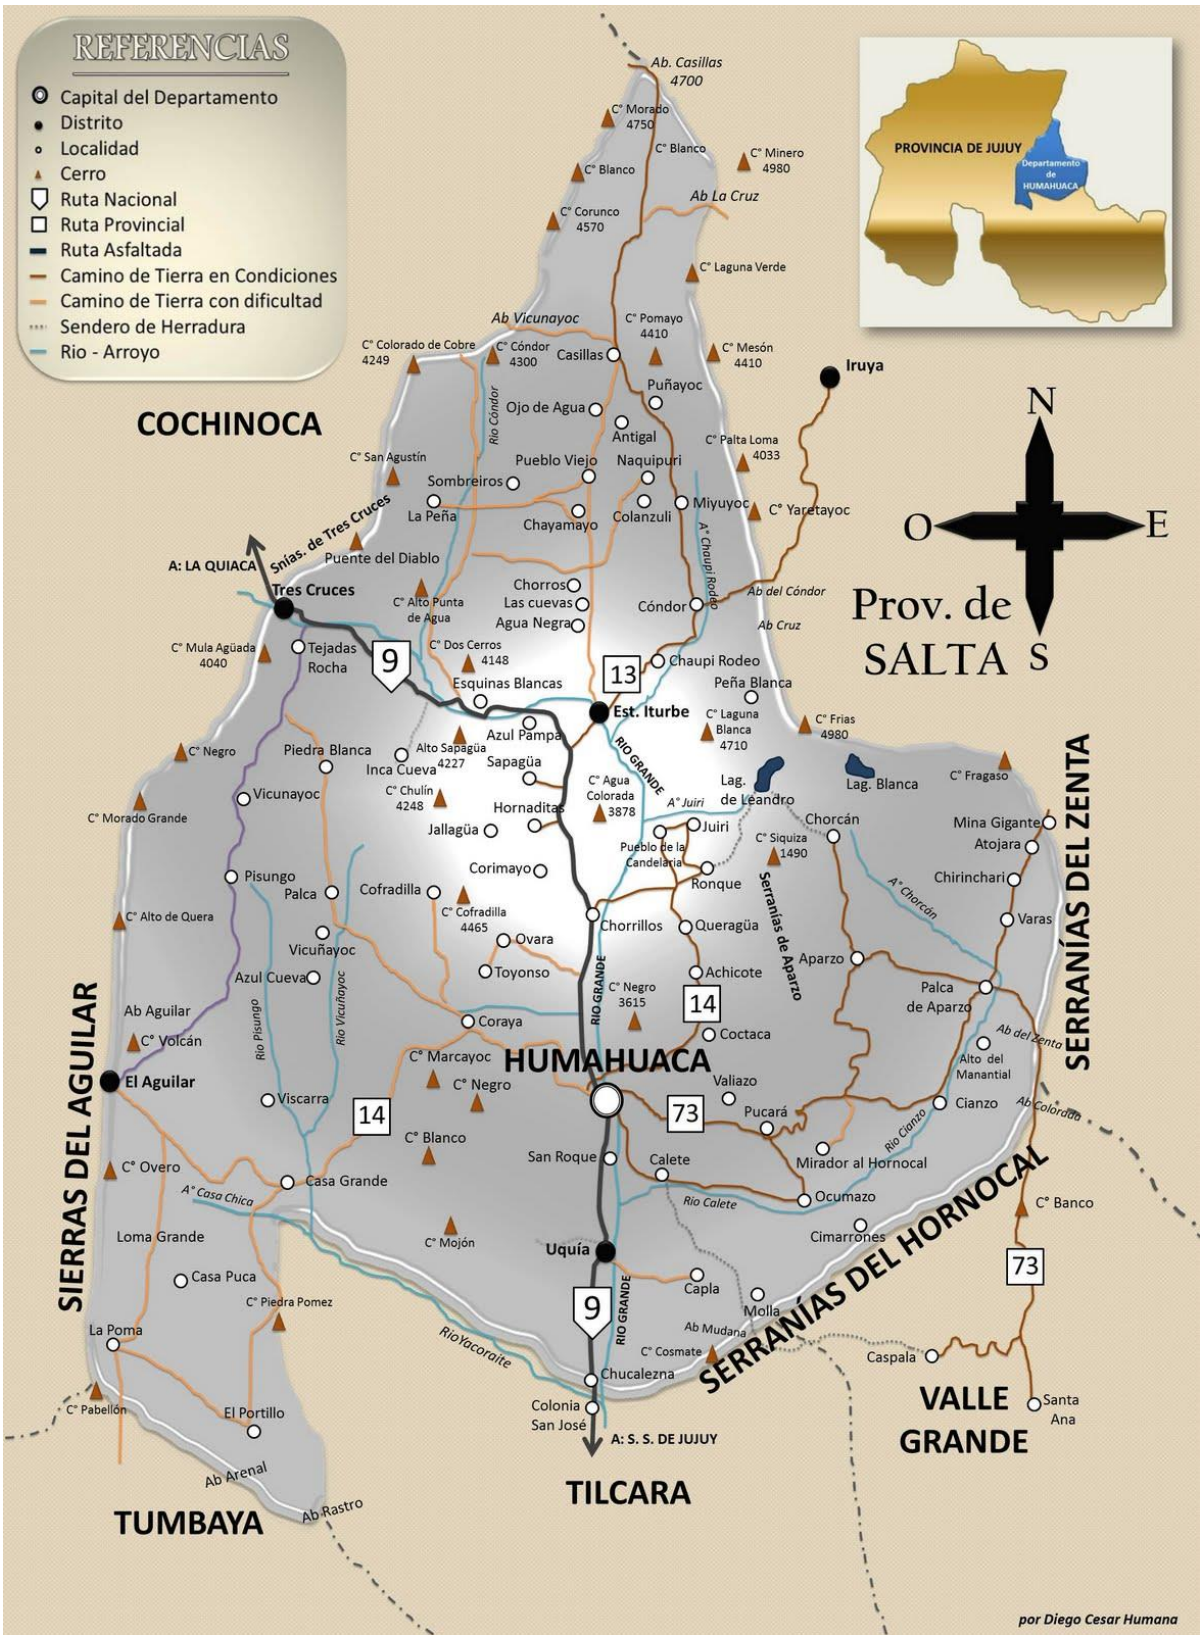 REFERENCIAS
Capital del Departamento
Distrito
Localidad
Cerro
Ruta Nacional
Ruta Provincial
Ruta Asfaltada
Camino de Tierra en Condiciones
Camino de Tierra con dificultad
Sendero de Herradura
Rio - Arroyo
PROVINCIA DE JUJUY
Departamento
de
HUMAHUACA
Ab. Casillas
4700
C° Morado
4750
C° Blanco
C° Minero
4980
C° Blanco
Ab La Cruz
C° Corunco
4570
C° Laguna Verde
Ab Vicunayoc
C° Pomayo
4410
C° Colorado de Cobre
4249
C° Cóndor
4300
Casillas
C° Mesón
4410
Iruya
Puñayoc
Rio Cóndor
Ojo de Agua
Antigal
COCHINOCA
N
O
E
S
Prov. de
SALTA
C° Palta Loma
4033
C° San Agustín
Pueblo Viejo
Naquipuri
Sombreiros
La Peña
Chayamayo
Colanzuli
Miyuyoc
C° Yaretayoc
Snías. de Tres Cruces
A: LA QUIACA
Puente del Diablo
A° Chaupi Rodeo
Tres Cruces
C° Alto Punta
de Agua
Chorros
Las cuevas
Agua Negra
Cóndor
Ab del Cóndor
Ab Cruz
C° Mula Agüada
4040
Tejadas
Rocha
9
C° Dos Cerros
4148
Chaupi Rodeo
13
Esquinas Blancas
Peña Blanca
Est. Iturbe
C° Laguna
Blanca
4710
C° Frias
4980
Azul Pampa
RIO GRANDE
C° Negro
Piedra Blanca
Inca Cueva
Alto Sapagüa
4227
Sapagüa
Lag.
de Leandro
Lag. Blanca
C° Fragaso
C° Chulín
4248
C° Agua
Colorada
3878
Vicunayoc
C° Morado Grande
Hornaditas
A° Juiri
Jallagüa
Juiri
Pueblo de la
Candelaria
C° Siquiza
1490
Chorcán
Mina Gigante
Atojara
SERRANÍAS DEL ZENTA
Corimayo
Ronque
Pisungo
Palca
Cofradilla
A° Chorcán
Chirinchari
C° Alto de Quera
C° Cofradilla
4465
Chorrillos
Queragüa
Serranías de Aparzo
Varas
Vicuñayoc
Ovara
Azul Cueva
Toyonso
Achicote
Aparzo
Palca
de Aparzo
RIO GRANDE
C° Negro
3615
14
Ab Aguilar
C° Volcán
Rio Pisungo
Rio Vicuñayoc
Coraya
Coctaca
Ab del Zenta
Alto del
Manantial
SIERRAS DEL AGUILAR
El Aguilar
C° Marcayoc
HUMAHUACA
C° Negro
Valiazo
Viscarra
14
73
Pucará
Cianzo
Ab Colorado
C° Blanco
Rio Cianzo
C° Overo
San Roque
Calete
Mirador al Hornocal
A° Casa Chica
Casa Grande
Rio Calete
Ocumazo
C° Banco
Loma Grande
C° Mojón
Uquía
Cimarrones
Casa Puca
Capla
73
C° Piedra Pomez
9
RIO GRANDE
Molla
SERRANÍAS DEL HORNOCAL
La Poma
RioYacoraite
Ab Mudana
C° Cosmate
Caspala
Chucalezna
C° Pabellón
El Portillo
Colonia
San José
VALLE
GRANDE
Santa
Ana
A: S. S. DE JUJUY
Ab Arenal
TILCARA
Ab Rastro
TUMBAYA
por Diego Cesar Humana